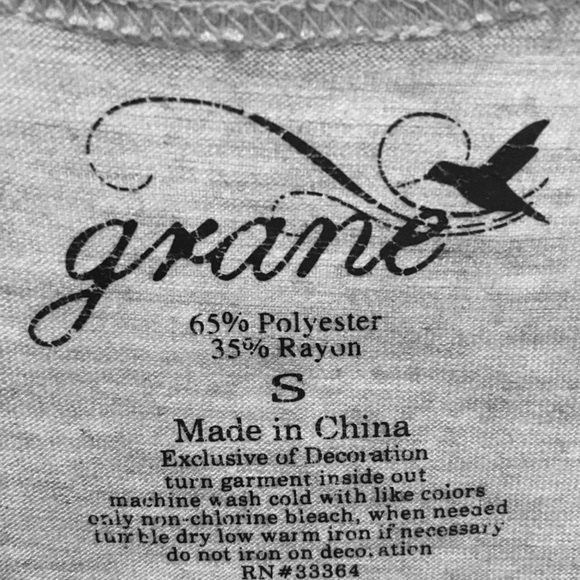 grane
65% Polyester
35% Rayon
S
Made in China
Exclusive of Decoration
turn garment inside out
machine wash cold with like colors
only non-chlorine bleach, when needed
tumble dry low warm iron if necessary
do not iron on decoration
RN#33364